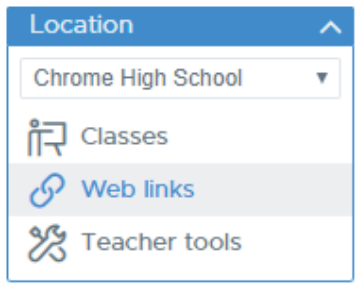 Location
Chrome High School
Classes
Web links
Teacher tools